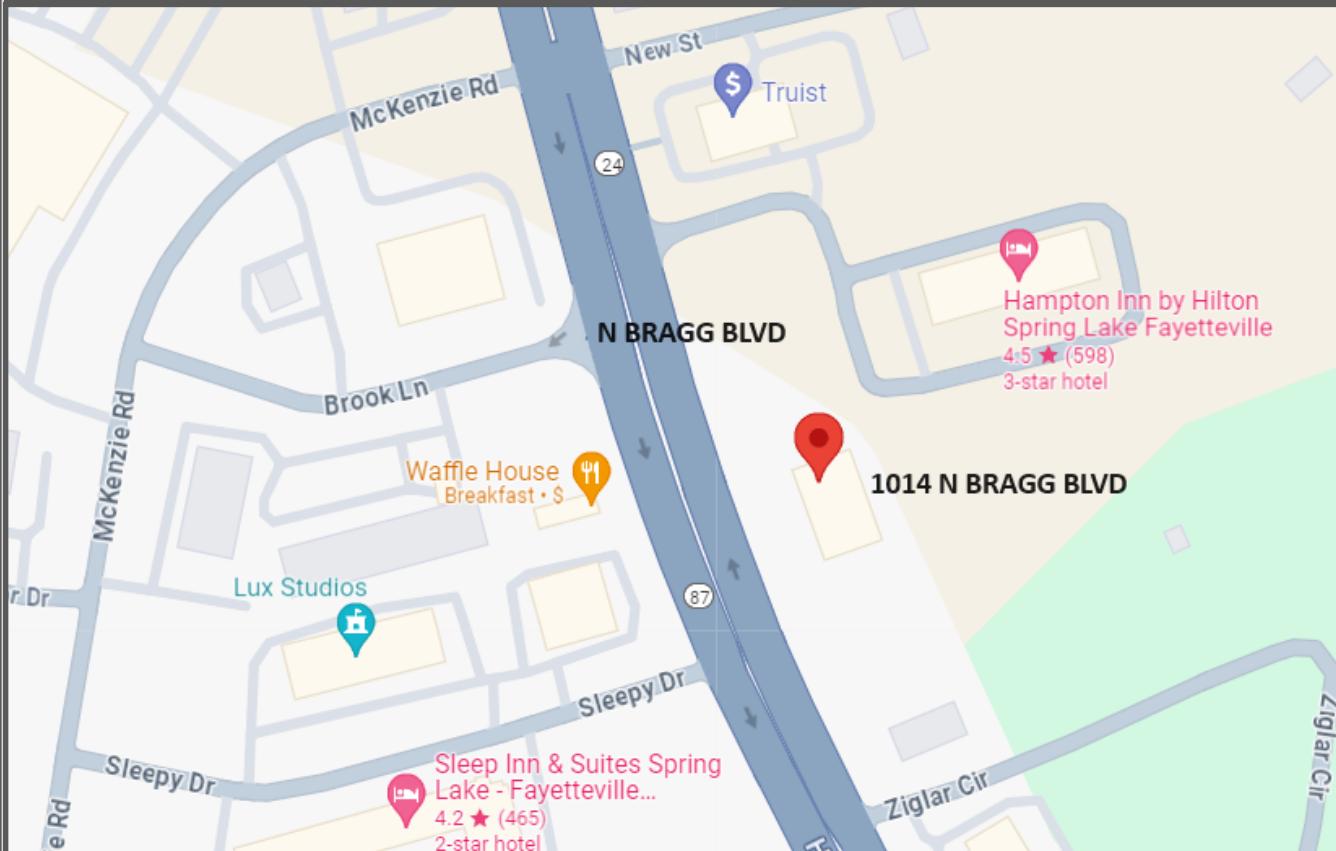 New St
McKenzie Rd
$
Truist
24
Hampton Inn by Hilton
Spring Lake Fayetteville
4.5 ★ (598)
3-star hotel
N BRAGG BLVD
Brook Ln
McKenzie Rd
Waffle House
Breakfast • $
1014 N BRAGG BLVD
Lux Studios
r Dr
87
Sleepy Dr
Sleepy Dr
Sleep Inn & Suites Spring
Lake - Fayetteville...
4.2 ★ (465)
2-star hotel
Ziglar Cir
Ziglar Cir
e Rd